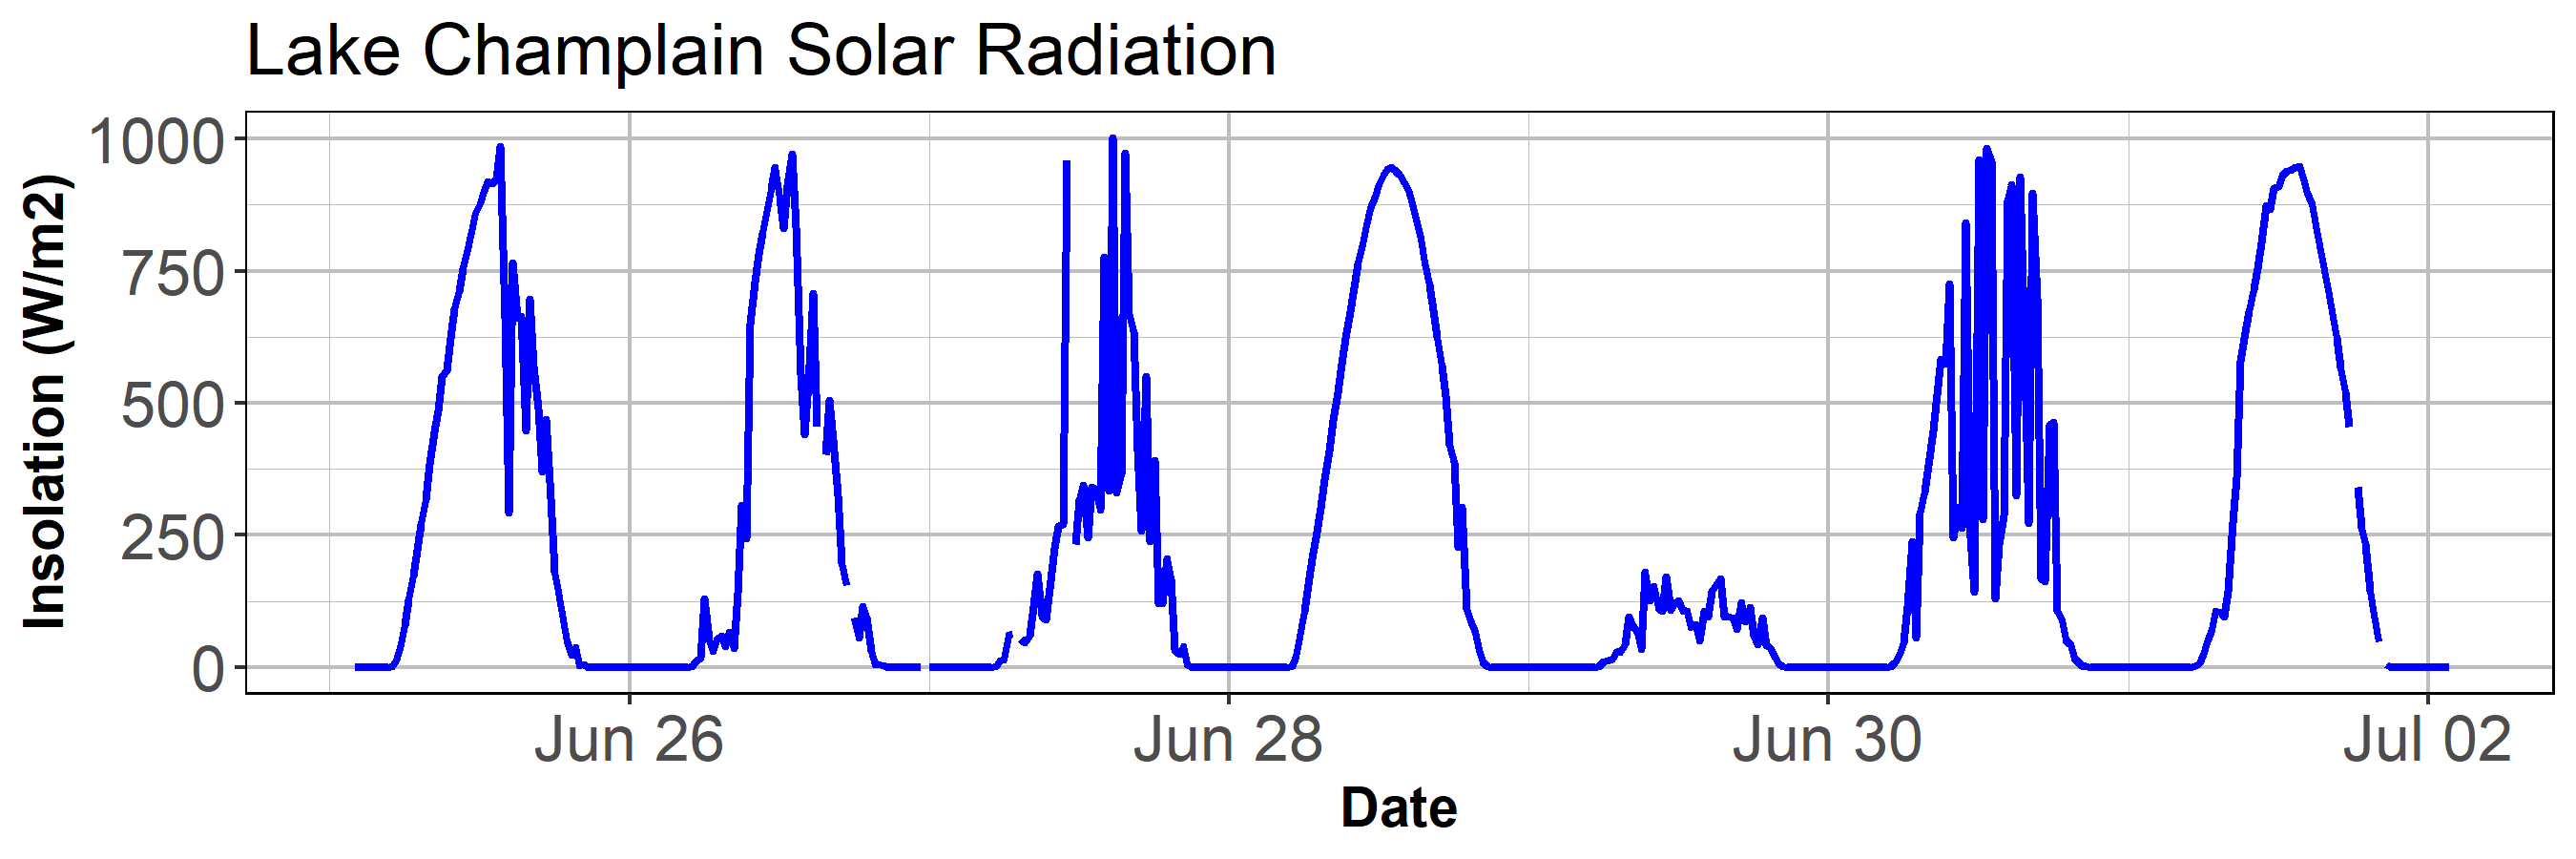 Lake Champlain Solar Radiation
Insolation (W/m2)
1000
750
500
250
0
Jun 26 Jun 28 Jun 30 Jul 02
Date